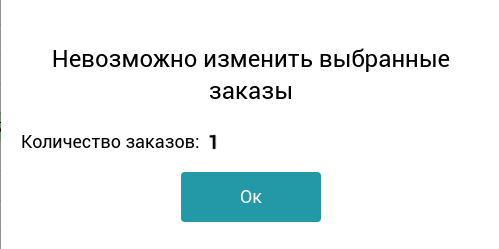 Невозможно изменить выбранные
заказы
Количество заказов: 1
Ок